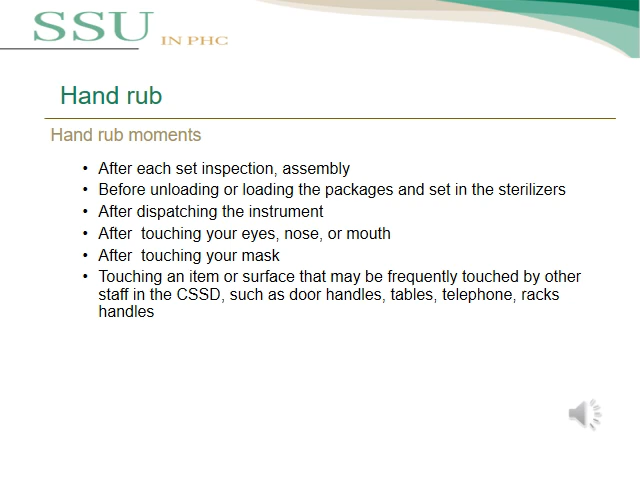 SSU IN PHC
Hand rub
Hand rub moments
• After each set inspection, assembly
• Before unloading or loading the packages and set in the sterilizers
• After dispatching the instrument
• After  touching your eyes, nose, or mouth
• After  touching your mask
• Touching an item or surface that may be frequently touched by other
staff in the CSSD, such as door handles, tables, telephone, racks
handles